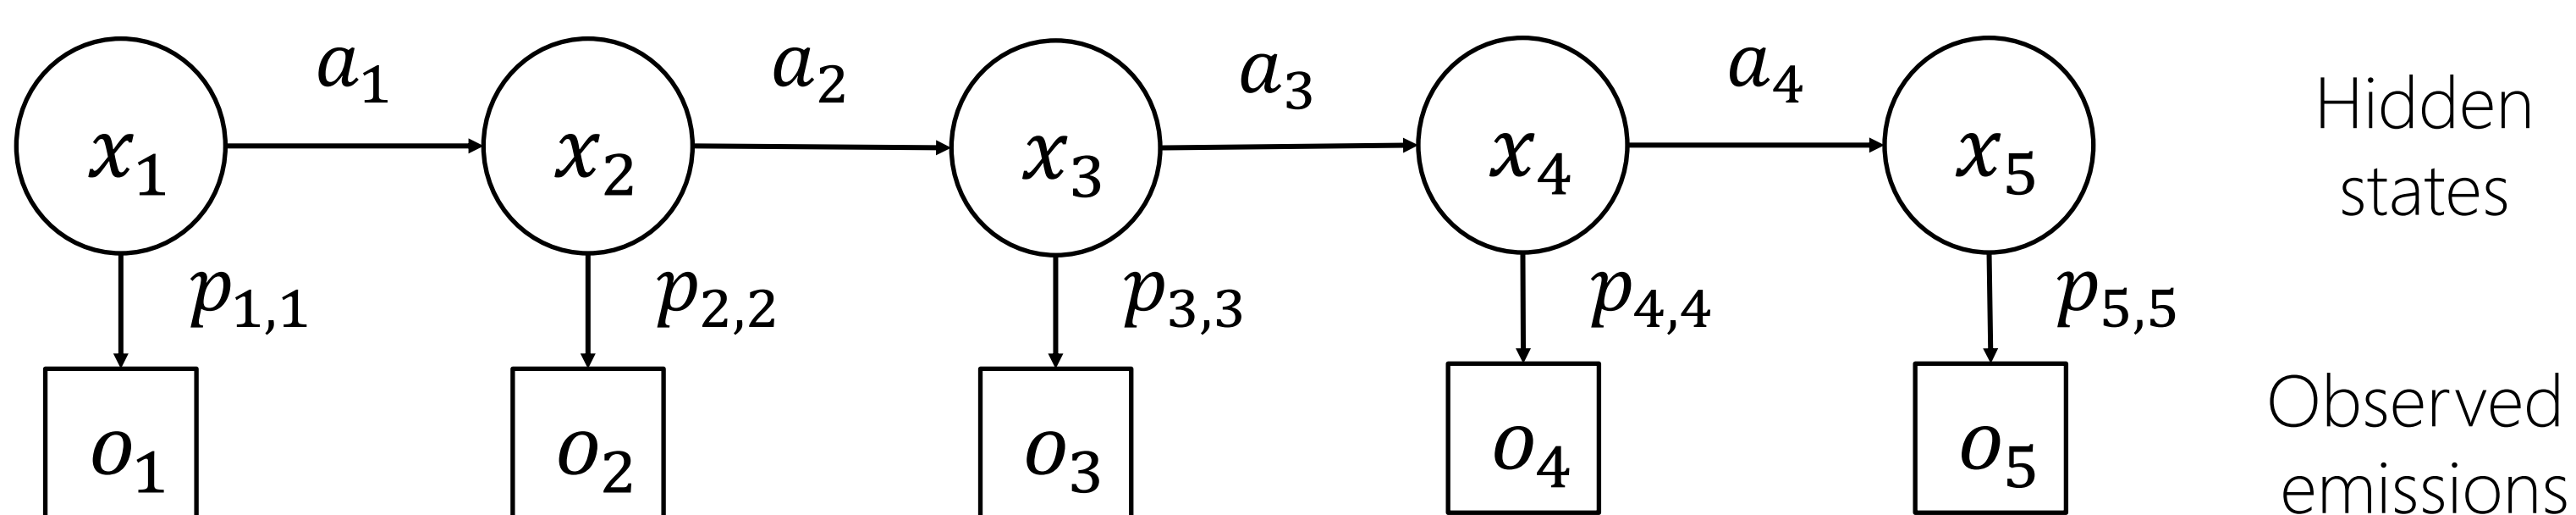 a₁ a₂ a₃ a₄
x₁ x₂ x₃ x₄ x₅ Hidden
states
p₁,₁ p₂,₂ p₃,₃ p₄,₄ p₅,₅
o₁ o₂ o₃ o₄ o₅ Observed
emissions